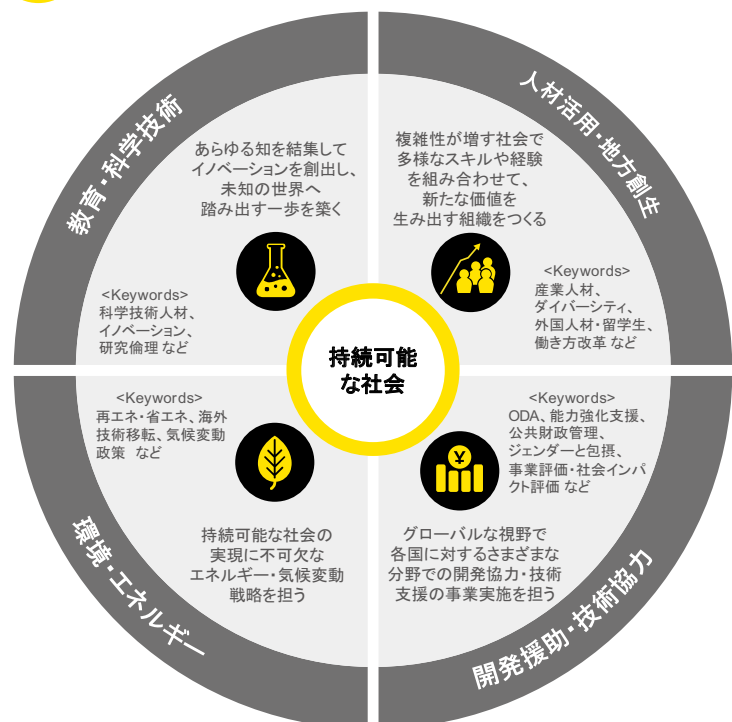 教育・科学技術
あらゆる知を結集して
イノベーションを創出し、
未知の世界へ
踏み出す一歩を築く
<Keywords>
科学技術人材、
イノベーション、
研究倫理 など
人材活用・地方創生
複雑性が増す社会で
多様なスキルや経験
を組み合わせて、
新たな価値を
生み出す組織をつくる
<Keywords>
産業人材、
ダイバーシティ、
外国人材・留学生、
働き方改革 など
持続可能
な社会
<Keywords>
再エネ・省エネ、海外
技術移転、気候変動
政策 など
持続可能な社会の
実現に不可欠な
エネルギー・気候変動
戦略を担う
環境・エネルギー
<Keywords>
ODA、能力強化支援、
公共財政管理、
ジェンダーと包摂、
事業評価・社会インパ
クト評価 など
¥
グローバルな視野で
各国に対するさまざまな
分野での開発協力・技術
支援の事業実施を担う
開発援助・技術協力